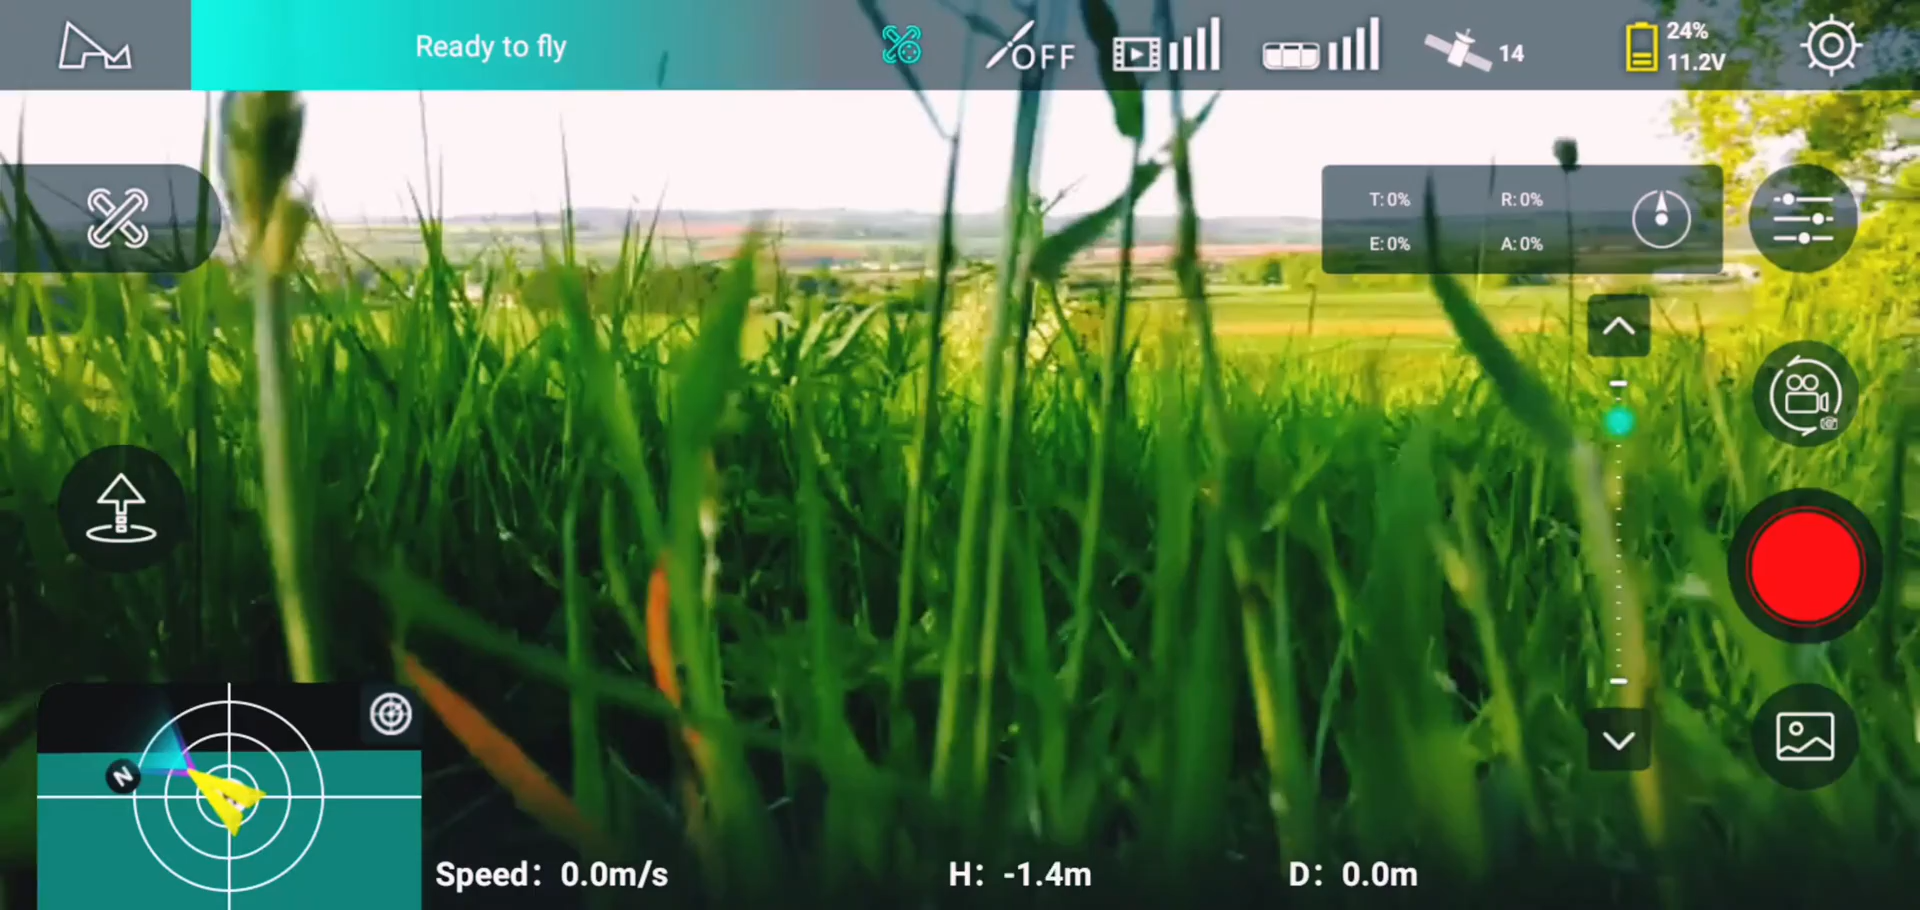 Ready to fly
OFF
14
24%
11.2V
T:0%
R:0%
E:0%
A:0%
N
Speed: 0.0m/s
H: -1.4m
D: 0.0m